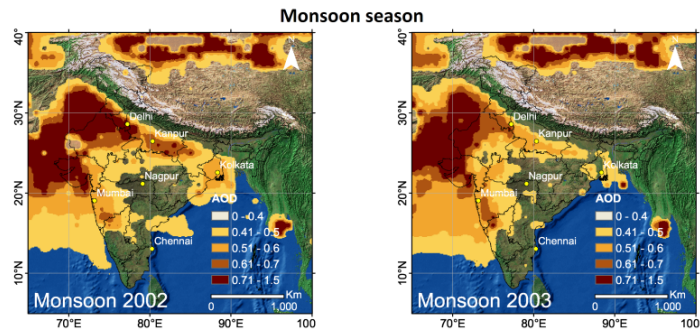 Monsoon season
40°
30°N
20°N
10°N
N
Delhi
Kanpur
Kolkata
Nagpur
Mumbai
Chennai
AOD
0 - 0.4
0.41 - 0.5
0.51 - 0.6
0.61 - 0.7
0.71 - 1.5
Km
0 1,000
Monsoon 2002
70°E 80°E 90°E 100
40°
30°N
20°N
10°N
N
Delhi
Kanpur
Kolkata
Nagpur
Mumbai
Chennai
AOD
0 - 0.4
0.41 - 0.5
0.51 - 0.6
0.61 - 0.7
0.71 - 1.5
Km
0 1,000
Monsoon 2003
70°E 80°E 90°E 100